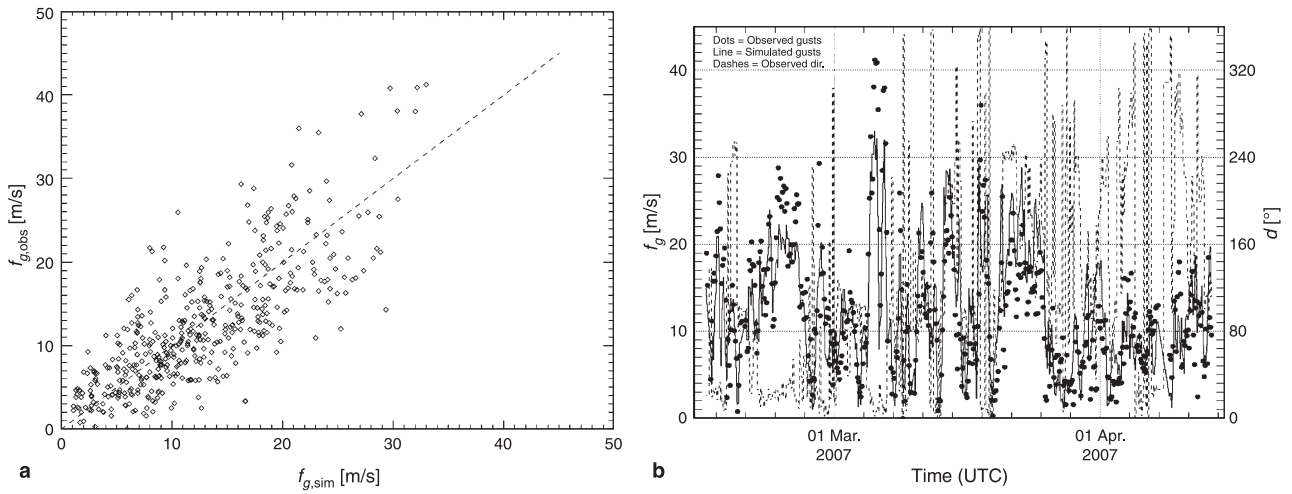 50
40
30
20
10
0
f_g,obs [m/s]
0
10
20
30
40
50
f_g,sim [m/s]
a
Dots = Observed gusts
Line = Simulated gusts
Dashes = Observed dir.
40
30
20
10
0
f_g [m/s]
320
240
160
80
0
d [°]
01 Mar.
2007
01 Apr.
2007
Time (UTC)
b